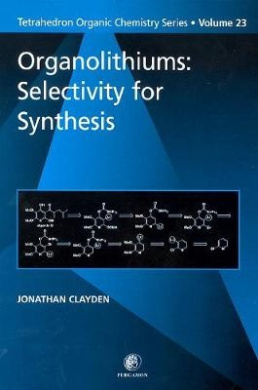 Tetrahedron Organic Chemistry Series • Volume 23
Organolithiums:
Selectivity for
Synthesis
JONATHAN CLAYDEN
PERGAMON